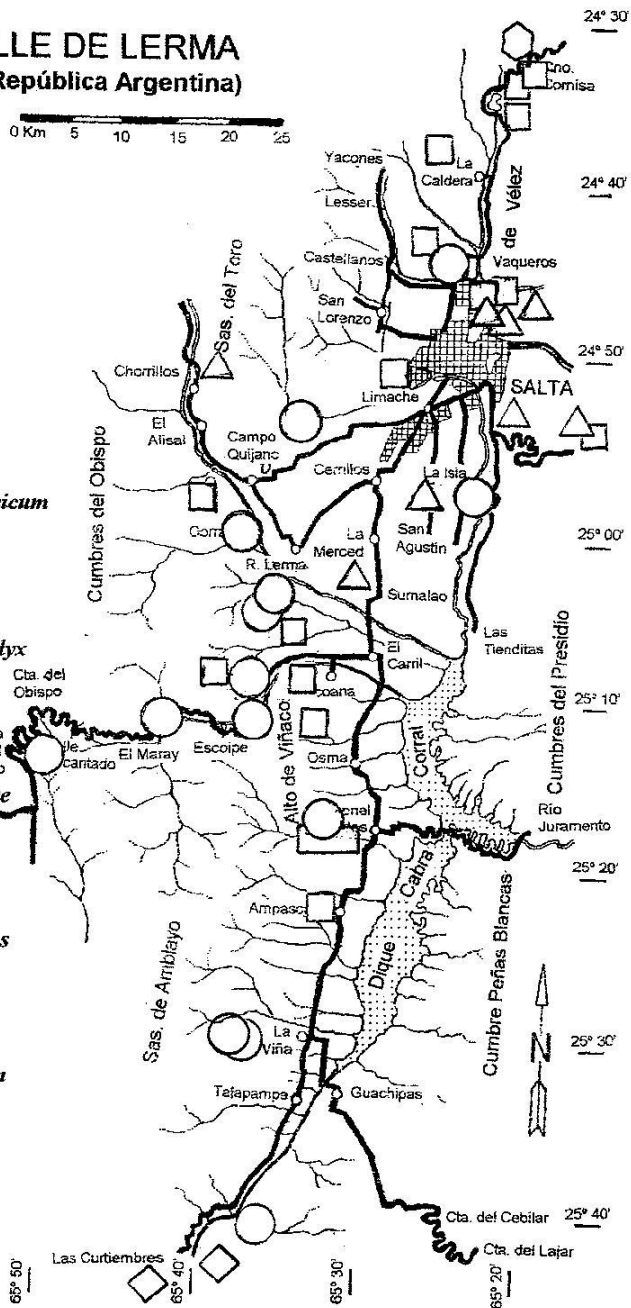 LLE DE LERMA
República Argentina)
0 Km 5 10 15 20 25
24° 30'
Cno.
Cornisa
Yacones
La
Caldera
24° 40'
Lesser
de Vélez
Castellanos
Vaqueros
Sas. del Toro
San
Lorenzo
24° 50'
Chorrillos
Limache
SALTA
El
Alisal
Campo
Quijano
Cerrillos
La Isla
Cumbres del Obispo
icum
La
Merced
San
Agustín
25° 00'
R. Lerma
Sumalao
Las
Tienditas
El
Carril
lyx
Cta. del
Obispo
25° 10'
Cumbres del Presidio
El Maray
Escoipe
Alto de Viñaco
Osma
Corral
cantado
Río
Juramento
25° 20'
Cabra
Ampasc
Dique
Cumbre Peñas Blancas
Sas. de Amblayo
La
Viña
N
25° 30'
Talapampa
Guachipas
Cta. del Cebilar
25° 40'
Cta. del Lajar
Las Curtiembres
65° 50'
65° 40'
65° 30'
65° 20'